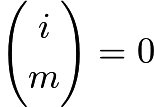 \binom{i}{m} = 0